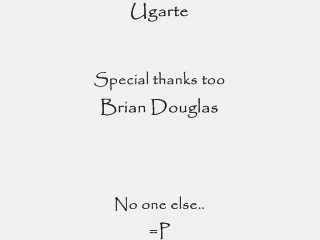 Ugarte
Special thanks too
Brian Douglas
No one else..
=P